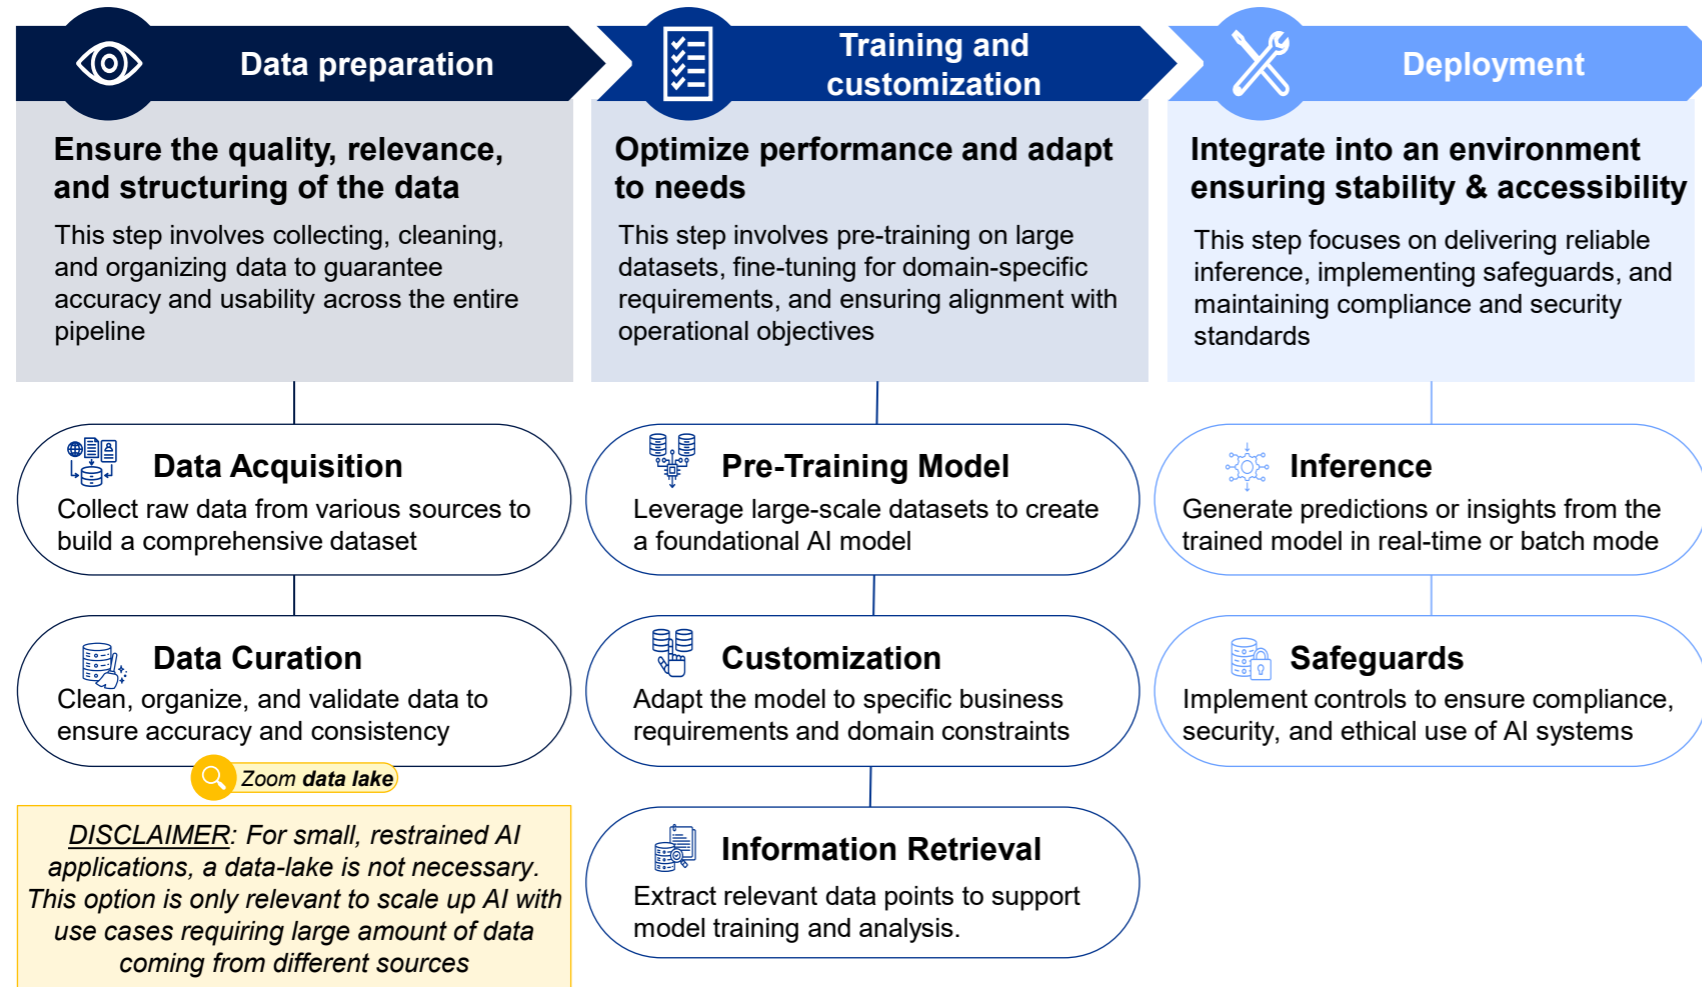 Data preparation
Ensure the quality, relevance,
and structuring of the data
This step involves collecting, cleaning,
and organizing data to guarantee
accuracy and usability across the entire
pipeline
Data Acquisition
Collect raw data from various sources to
build a comprehensive dataset
Data Curation
Clean, organize, and validate data to
ensure accuracy and consistency
Zoom data lake
DISCLAIMER: For small, restrained AI
applications, a data-lake is not necessary.
This option is only relevant to scale up AI with
use cases requiring large amount of data
coming from different sources
Training and
customization
Optimize performance and adapt
to needs
This step involves pre-training on large
datasets, fine-tuning for domain-specific
requirements, and ensuring alignment with
operational objectives
Pre-Training Model
Leverage large-scale datasets to create
a foundational AI model
Customization
Adapt the model to specific business
requirements and domain constraints
Information Retrieval
Extract relevant data points to support
model training and analysis.
Deployment
Integrate into an environment
ensuring stability & accessibility
This step focuses on delivering reliable
inference, implementing safeguards, and
maintaining compliance and security
standards
Inference
Generate predictions or insights from the
trained model in real-time or batch mode
Safeguards
Implement controls to ensure compliance,
security, and ethical use of AI systems